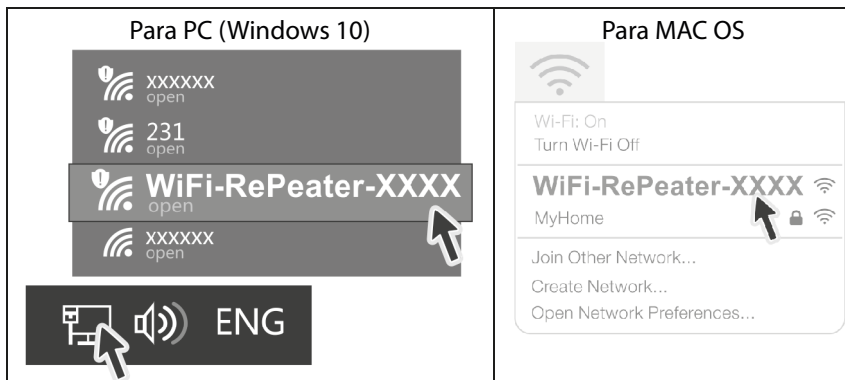 Para PC (Windows 10)
xxxxxx
open
231
open
WiFi-RePeater-XXXX
open
xxxxxx
open
ENG
Para MAC OS
Wi-Fi: On
Turn Wi-Fi Off
WiFi-RePeater-XXXX
MyHome
Join Other Network...
Create Network...
Open Network Preferences...